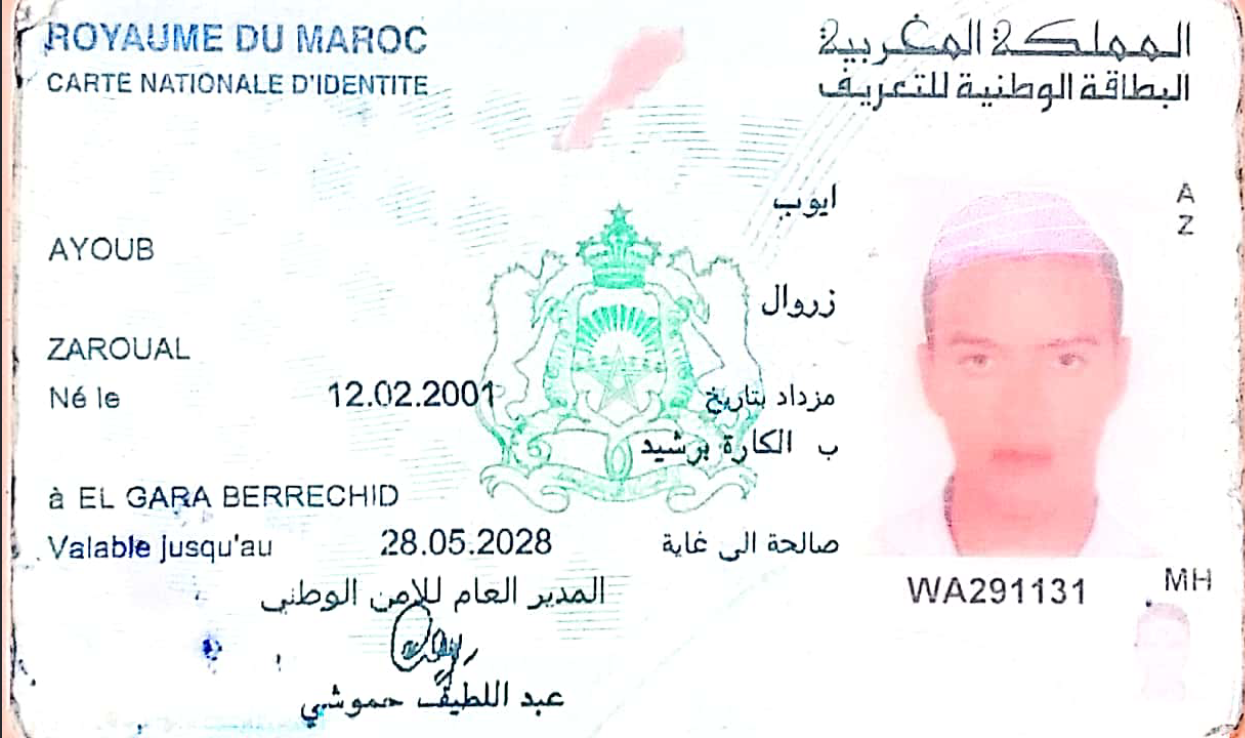 ROYAUME DU MAROC
المملكة المغربية
CARTE NATIONALE D'IDENTITE
البطاقة الوطنية للتعريف
A
Z
ايوب
AYOUB
زروال
ZAROUAL
Né le 12.02.2001 مزداد بتاريخ
ب الكارة برشيد
à EL GARA BERRECHID
Valable jusqu'au 28.05.2028 صالحة الى غاية
WA291131
MH
المدير العام للامن الوطني
عبد اللطيف حموشي